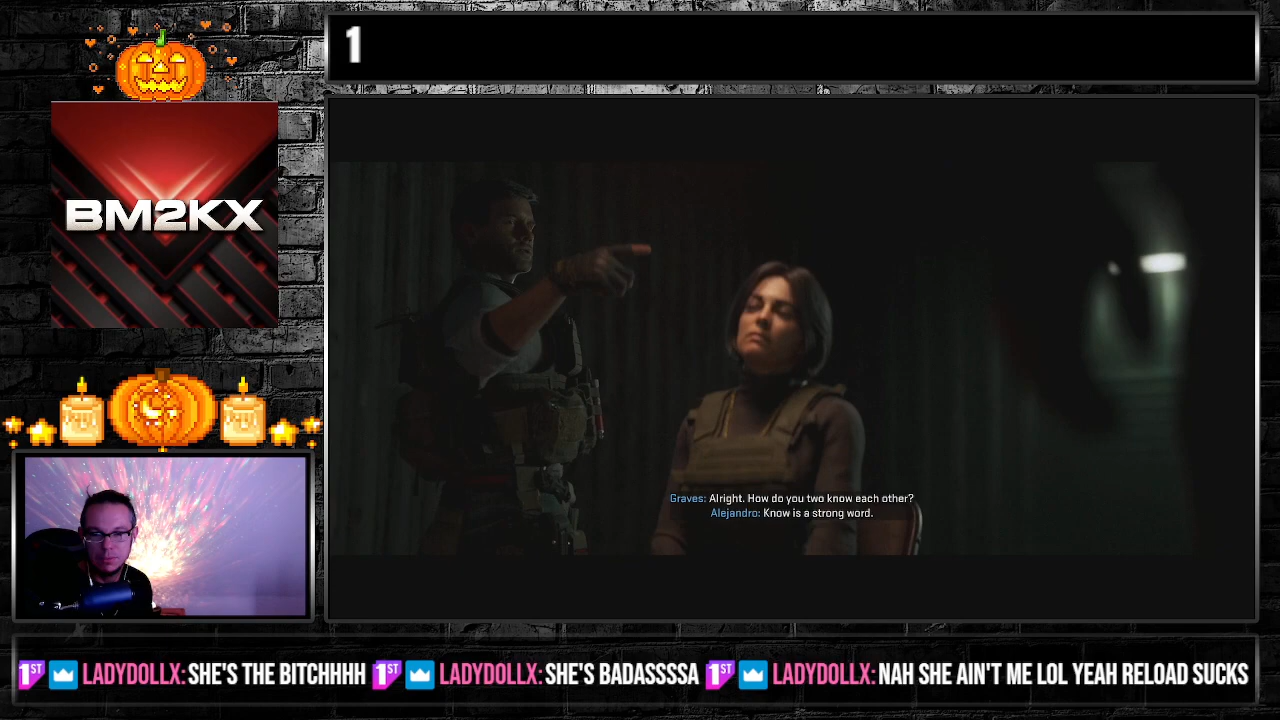 1
BM2KX
Graves: Alright. How do you two know each other?
Alejandro: Know is a strong word.
1ST LADYDOLLX: SHE'S THE BITCHHHH 1ST LADYDOLLX: SHE'S BADASSSSA 1ST LADYDOLLX: NAH SHE AIN'T ME LOL YEAH RELOAD SUCKS